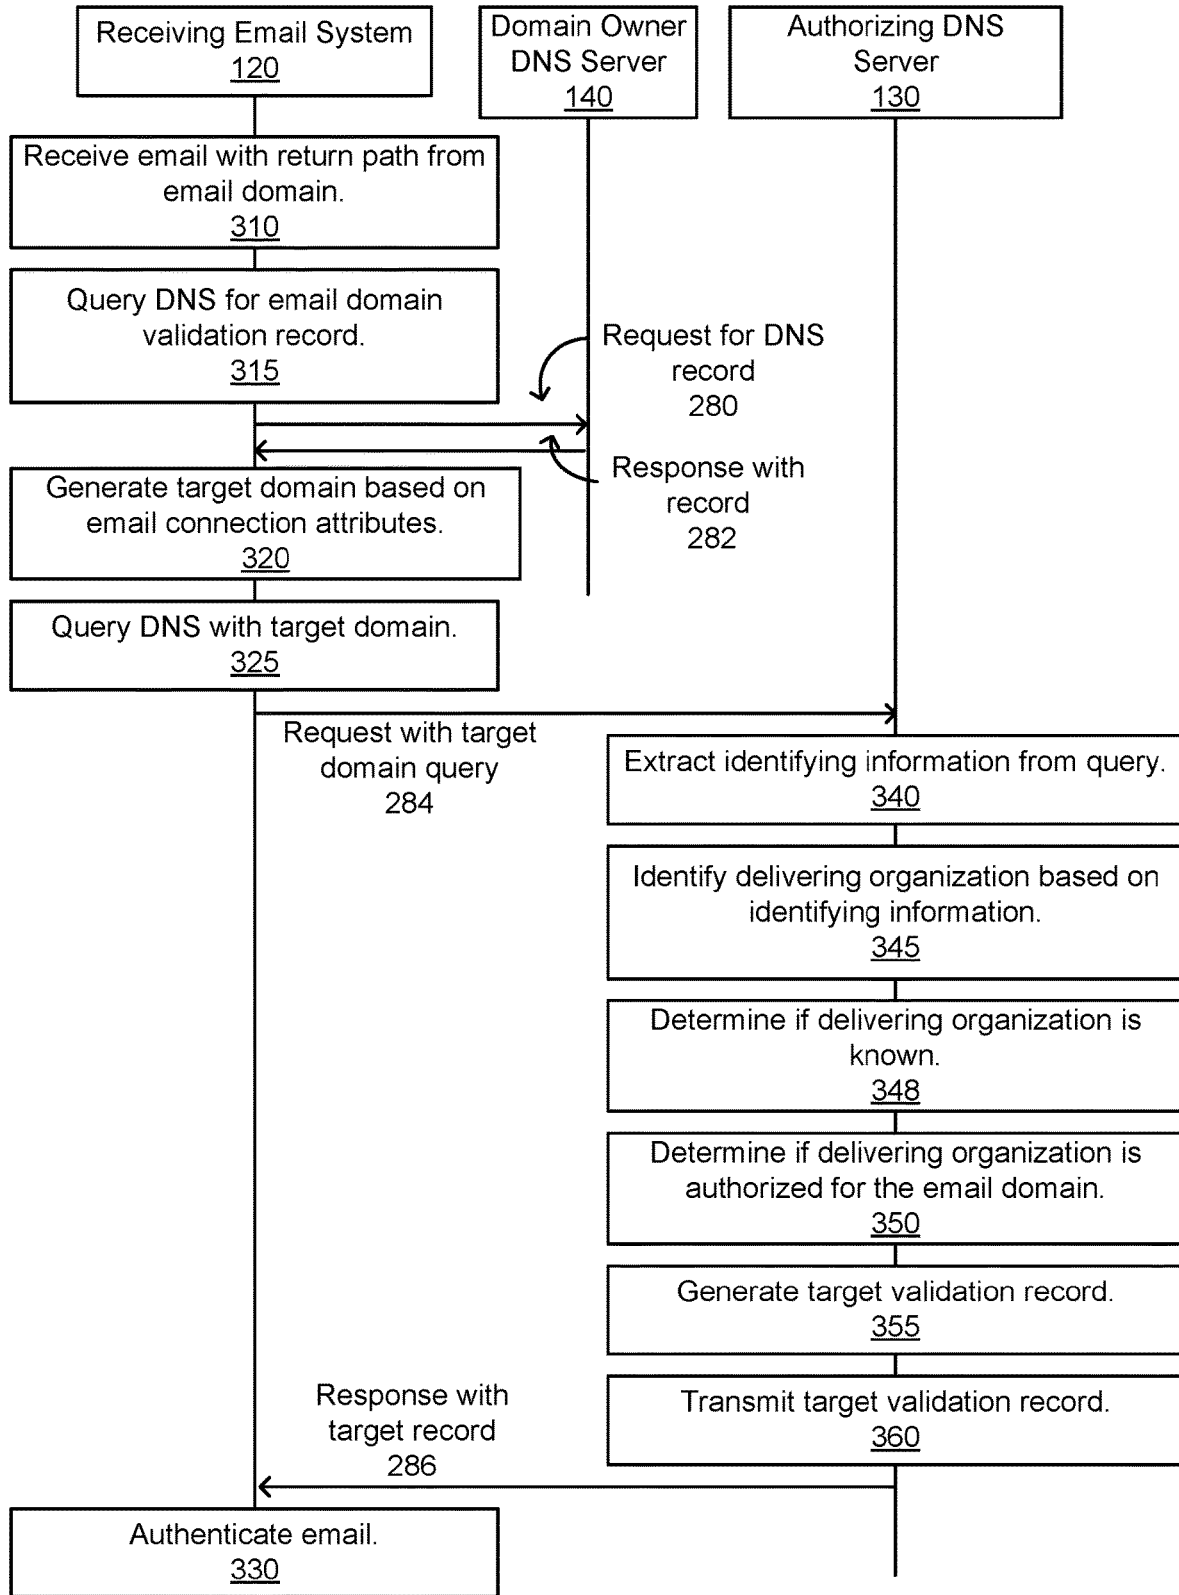 Receiving Email System
120
Domain Owner
DNS Server
140
Authorizing DNS
Server
130
Receive email with return path from
email domain.
310
Query DNS for email domain
validation record.
315
Request for DNS
record
280
Response with
record
282
Generate target domain based on
email connection attributes.
320
Query DNS with target domain.
325
Request with target
domain query
284
Extract identifying information from query.
340
Identify delivering organization based on
identifying information.
345
Determine if delivering organization is
known.
348
Determine if delivering organization is
authorized for the email domain.
350
Generate target validation record.
355
Transmit target validation record.
360
Response with
target record
286
Authenticate email.
330